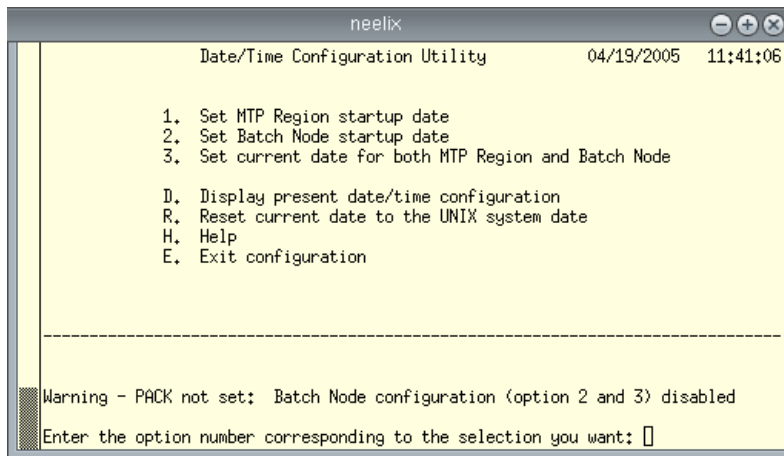 neelix
Date/Time Configuration Utility 04/19/2005 11:41:06
1. Set MTP Region startup date
2. Set Batch Node startup date
3. Set current date for both MTP Region and Batch Node
D. Display present date/time configuration
R. Reset current date to the UNIX system date
H. Help
E. Exit configuration
--------------------------------------------------------------------------------
Warning - PACK not set: Batch Node configuration (option 2 and 3) disabled
Enter the option number corresponding to the selection you want: